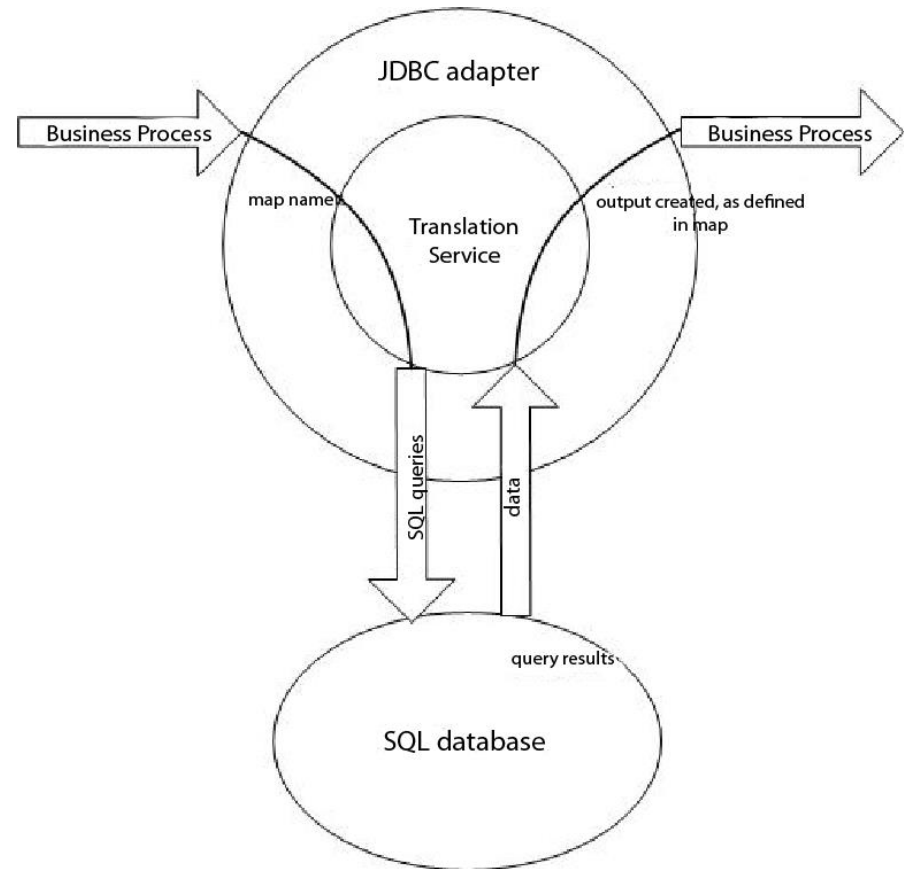 JDBC adapter
Business Process
Business Process
map name
output created, as defined
in map
Translation
Service
SQL queries
data
query results
SQL database